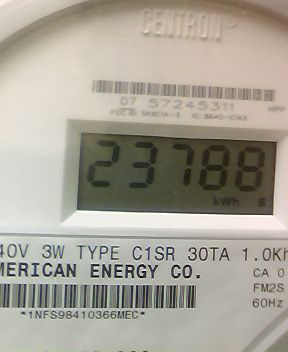 CENTRON
07 57245311
23788
kWh
40V 3W TYPE C1SR 30TA 1.0Kh
MERICAN ENERGY CO.
CA 0
FM2S
60Hz
*1NFS98410366MEC*